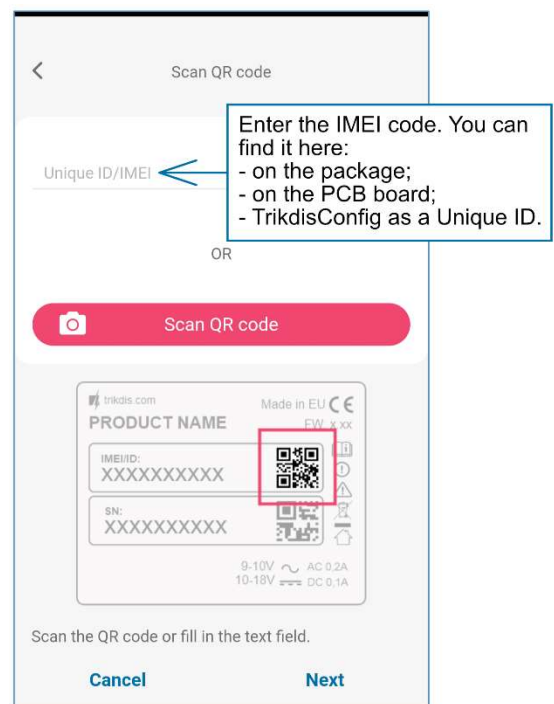 Scan QR code
Enter the IMEI code. You can
find it here:
- on the package;
- on the PCB board;
- TrikdisConfig as a Unique ID.
Unique ID/IMEI
OR
Scan QR code
trikdis.com
Made in EU CE
PRODUCT NAME
FW x.xx
IMEI/ID:
XXXXXXXXXX
SN:
XXXXXXXXXX
9-10V AC 0,2A
10-18V DC 0,1A
Scan the QR code or fill in the text field.
Cancel
Next